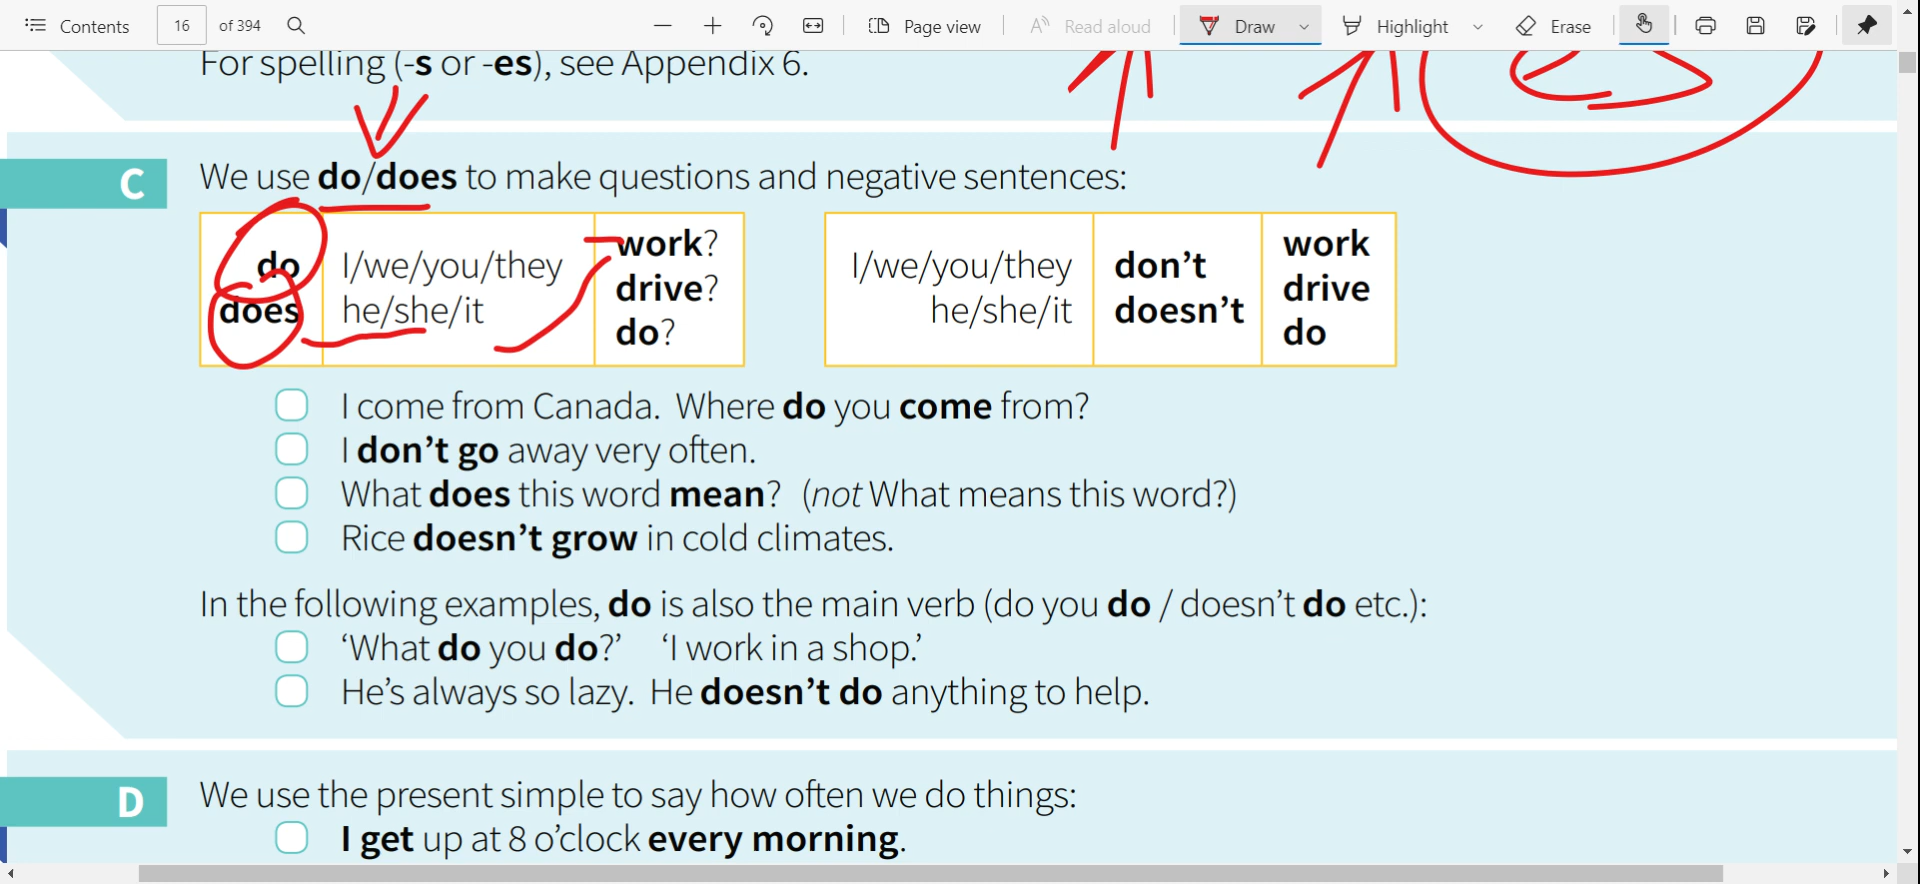 Contents 16 of 394 Page view Read aloud Draw Highlight Erase
For spelling (-s or -es), see Appendix 6.
C We use do/does to make questions and negative sentences:
do I/we/you/they work?
does he/she/it drive?
do?
I/we/you/they don’t work
he/she/it doesn’t drive
do
I come from Canada. Where do you come from?
I don’t go away very often.
What does this word mean? (not What means this word?)
Rice doesn’t grow in cold climates.
In the following examples, do is also the main verb (do you do / doesn’t do etc.):
‘What do you do?’ ‘I work in a shop.’
He’s always so lazy. He doesn’t do anything to help.
D We use the present simple to say how often we do things:
I get up at 8 o’clock every morning.